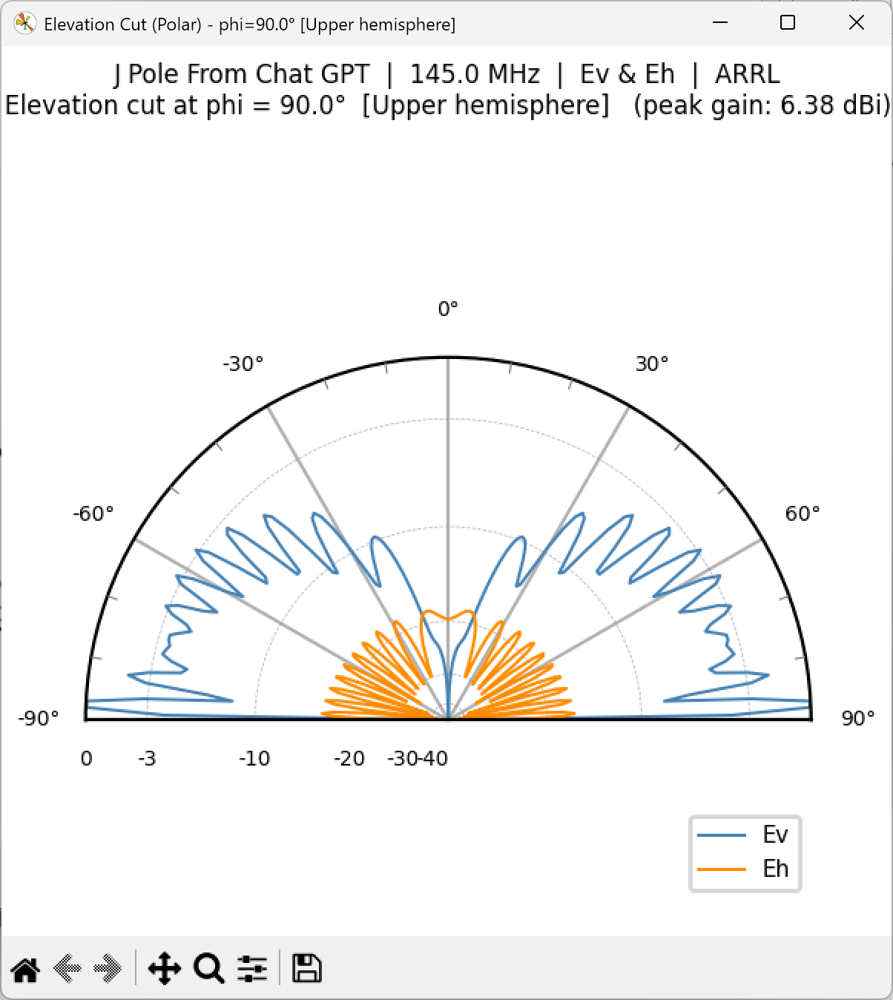 Elevation Cut (Polar) - phi=90.0° [Upper hemisphere]
J Pole From Chat GPT | 145.0 MHz | Ev & Eh | ARRL
Elevation cut at phi = 90.0° [Upper hemisphere] (peak gain: 6.38 dBi)
0°
-30° 30°
-60° 60°
-90° 90°
0 -3 -10 -20 -30 -40
Ev
Eh